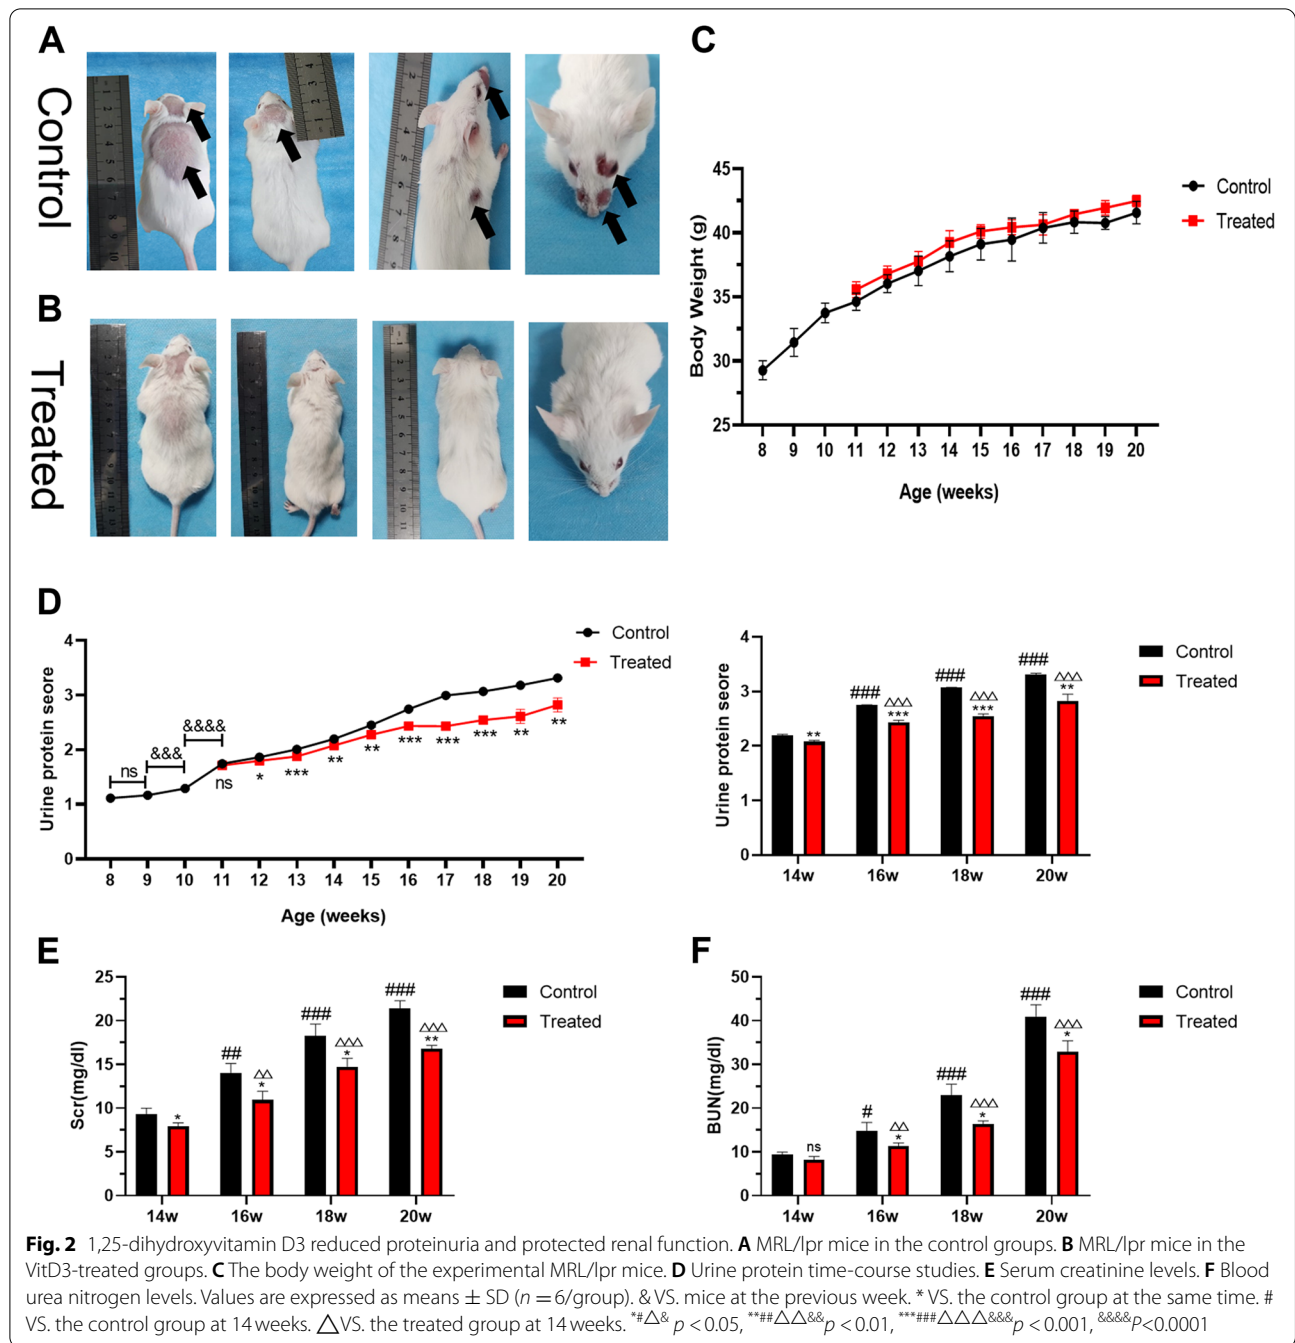 A
Control
B
Treated
C
45
40
35
30
25
Body Weight (g)
8 9 10 11 12 13 14 15 16 17 18 19 20
Age (weeks)
Control
Treated
D
4
3
2
1
0
Urine protein seore
ns
&&&
&&&&
ns * *** ** ** *** *** *** ** **
8 9 10 11 12 13 14 15 16 17 18 19 20
Age (weeks)
Control
Treated
4
3
2
1
0
Urine protein seore
**
###
△△△
***
###
△△△
***
###
△△△
**
14w 16w 18w 20w
Control
Treated
E
25
20
15
10
5
0
Scr(mg/dl)
*
##
△△
*
###
△△△
*
###
△△△
**
14w 16w 18w 20w
Control
Treated
F
50
40
30
20
10
0
BUN(mg/dl)
ns
#
△△
*
###
△△△
*
###
△△△
*
14w 16w 18w 20w
Control
Treated
Fig. 2 1,25-dihydroxyvitamin D3 reduced proteinuria and protected renal function. A MRL/lpr mice in the control groups. B MRL/lpr mice in the
VitD3-treated groups. C The body weight of the experimental MRL/lpr mice. D Urine protein time-course studies. E Serum creatinine levels. F Blood
urea nitrogen levels. Values are expressed as means ± SD (n = 6/group). & VS. mice at the previous week. * VS. the control group at the same time. #
VS. the control group at 14 weeks. △ VS. the treated group at 14 weeks. *#△& p < 0.05, **##△△&& p < 0.01, ***###△△△&&& p < 0.001, &&&& P<0.0001